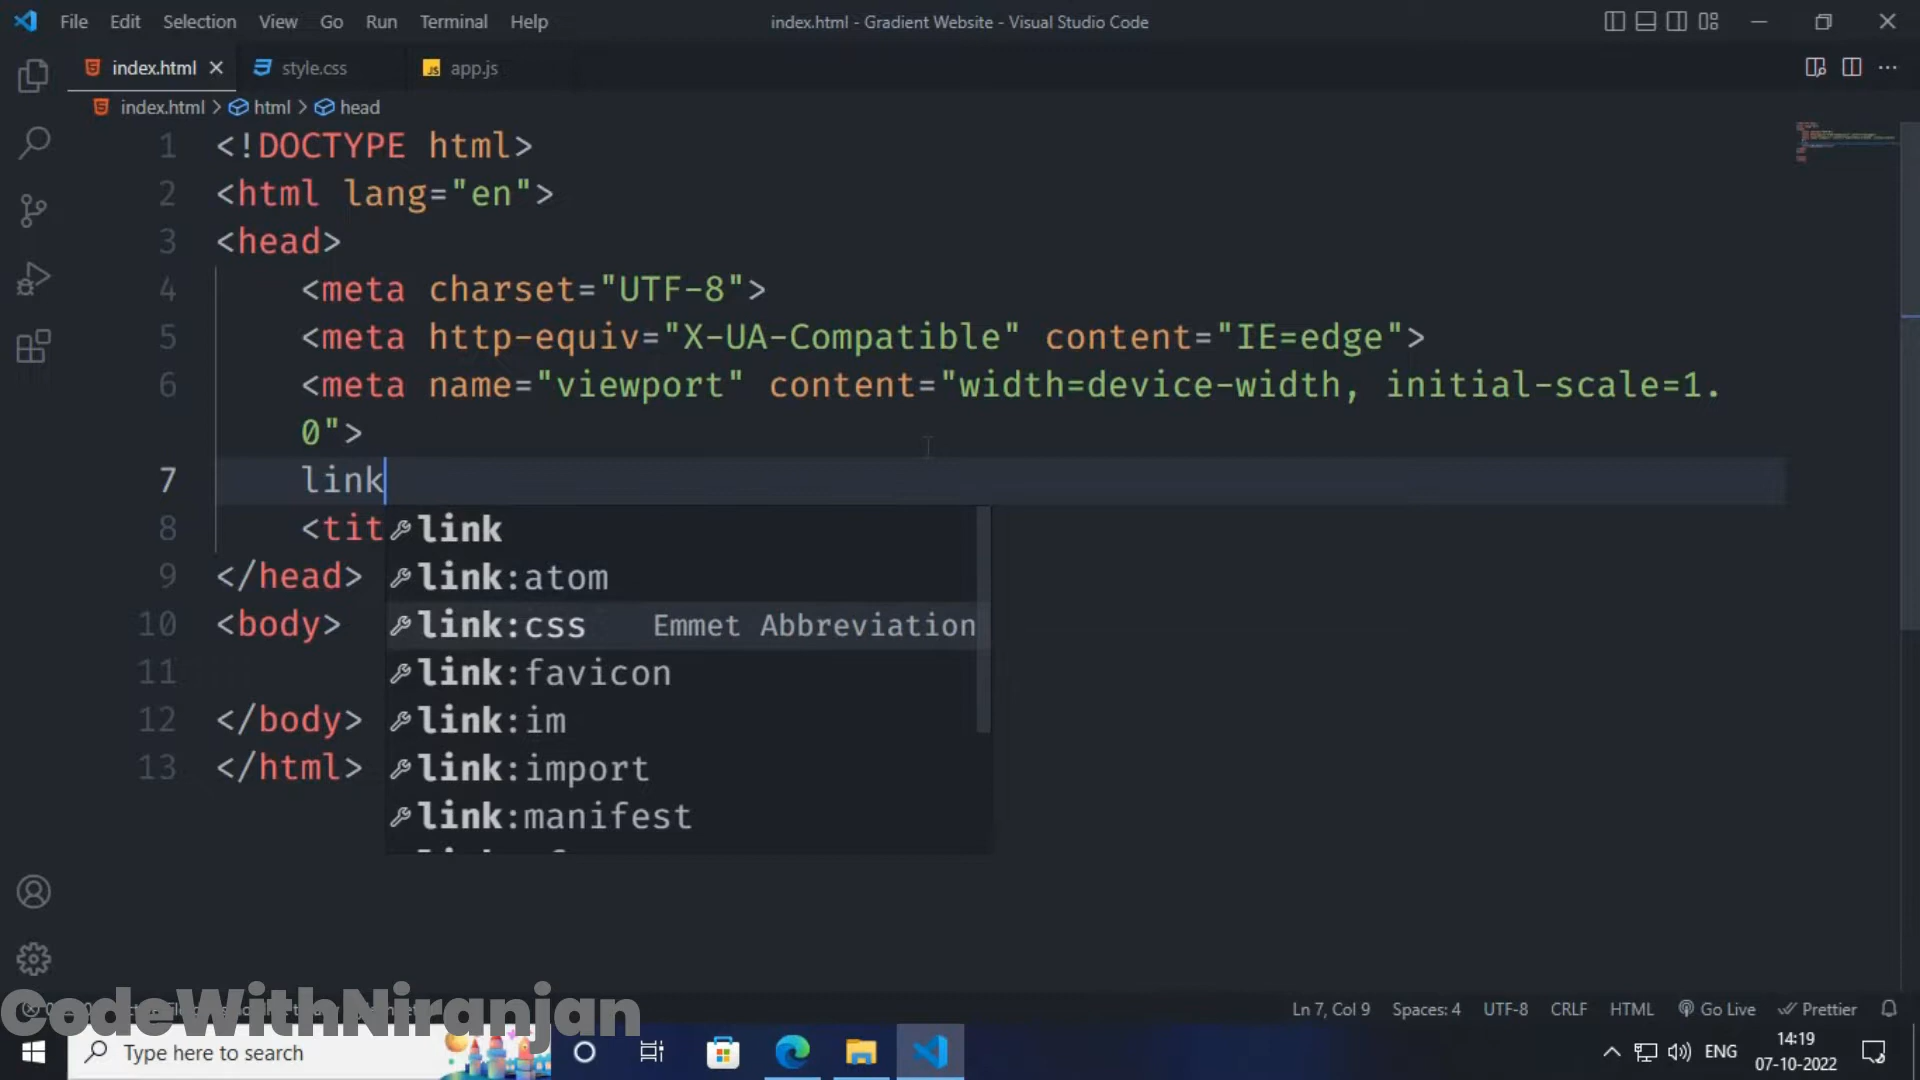 File Edit Selection View Go Run Terminal Help index.html - Gradient Website - Visual Studio Code
index.html style.css JS app.js
index.html > html > head
1 <!DOCTYPE html>
2 <html lang="en">
3 <head>
4 <meta charset="UTF-8">
5 <meta http-equiv="X-UA-Compatible" content="IE=edge">
6 <meta name="viewport" content="width=device-width, initial-scale=1.
0">
7 link
8 <tit link
9 </head> link:atom
10 <body> link:css Emmet Abbreviation
11 link:favicon
12 </body> link:im
13 </html> link:import
link:manifest
CodeWithNiranjan
Ln 7, Col 9 Spaces: 4 UTF-8 CRLF HTML Go Live Prettier
Type here to search
ENG
14:19
07-10-2022